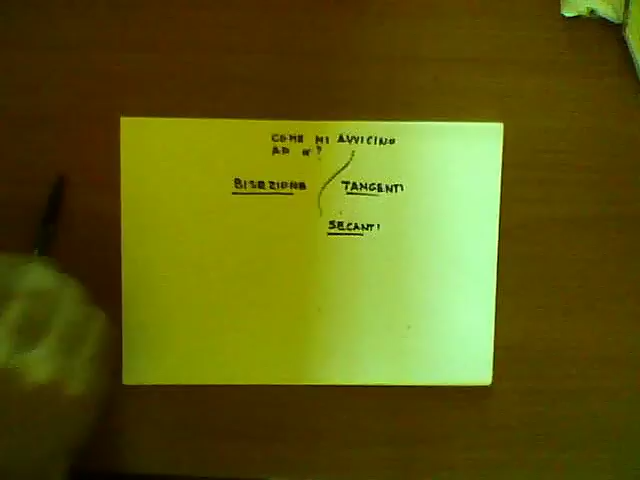 COME MI AVVICINO
AD α?
BISEZIONE
TANGENTI
SECANTI